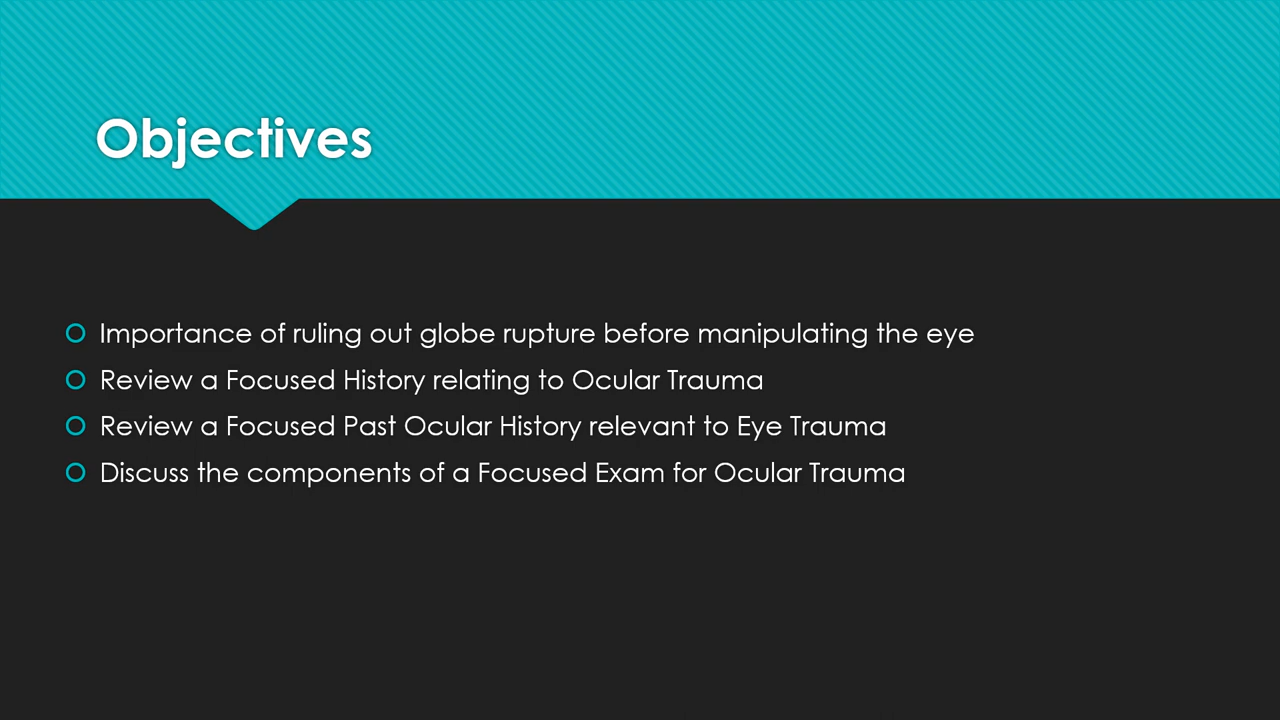 Objectives
Importance of ruling out globe rupture before manipulating the eye
Review a Focused History relating to Ocular Trauma
Review a Focused Past Ocular History relevant to Eye Trauma
Discuss the components of a Focused Exam for Ocular Trauma